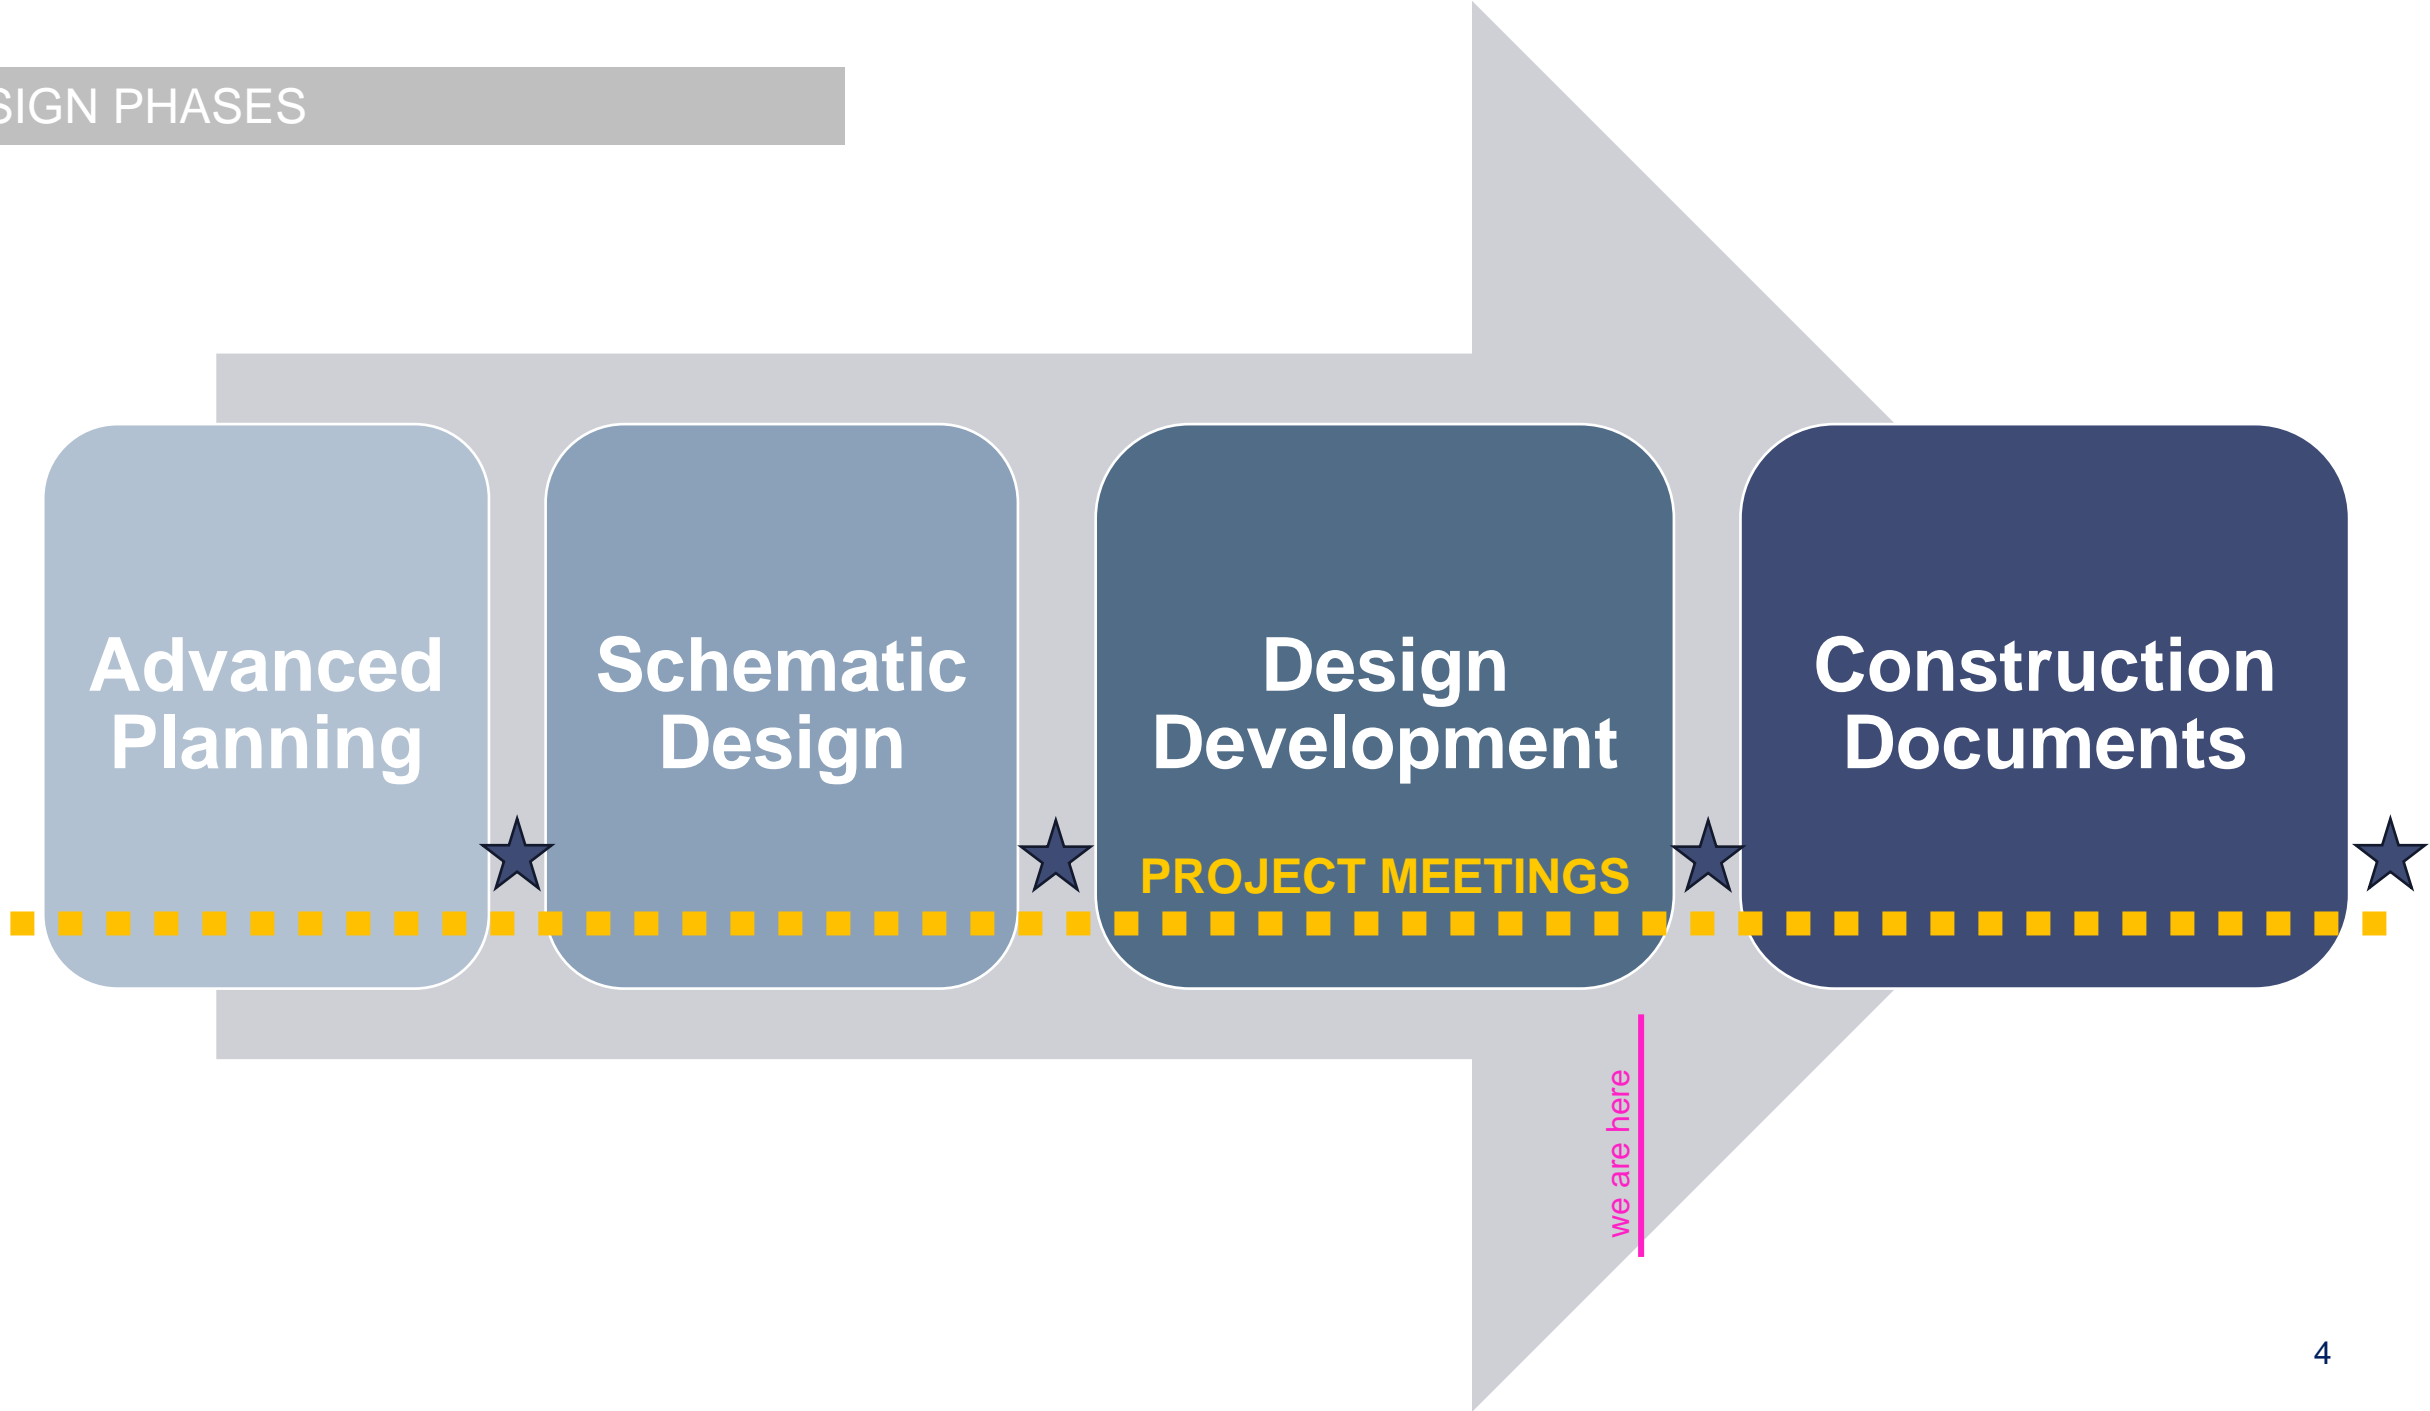 SIGN PHASES
Advanced
Planning
Schematic
Design
Design
Development
Construction
Documents
PROJECT MEETINGS
we are here
4